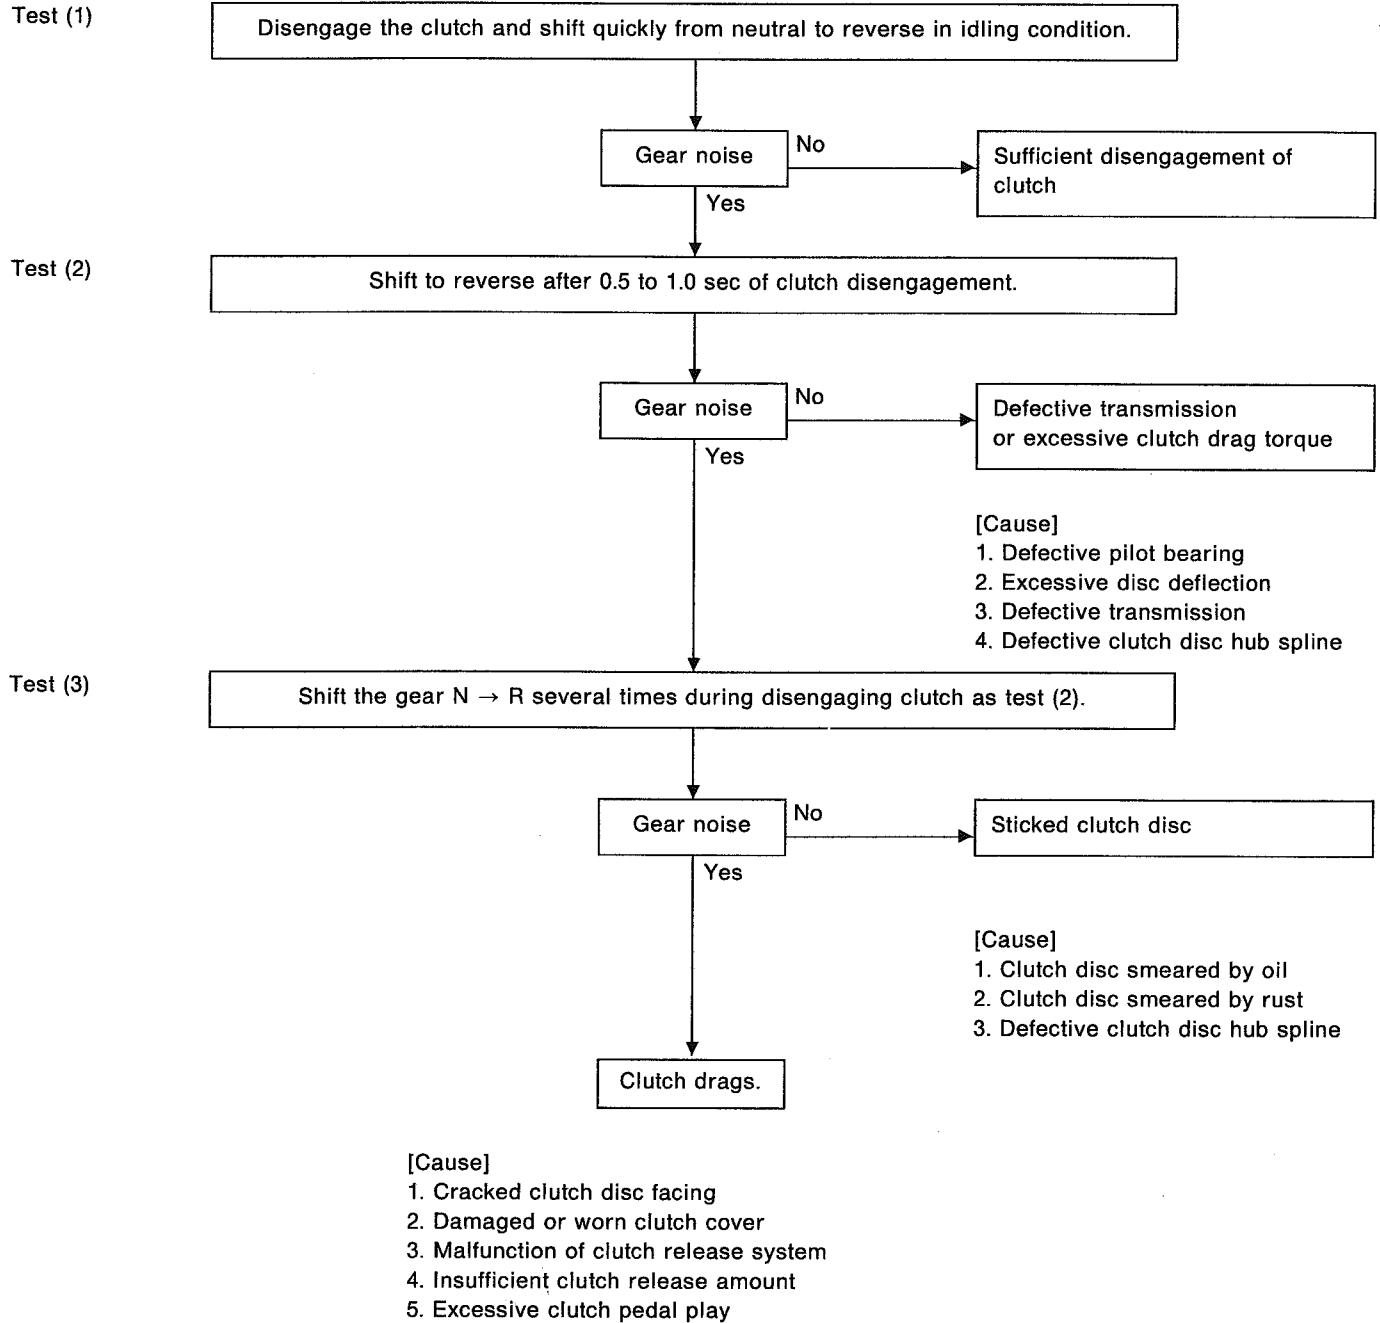 Test (1)
Disengage the clutch and shift quickly from neutral to reverse in idling condition.
Gear noise
No
Sufficient disengagement of
clutch
Yes
Test (2)
Shift to reverse after 0.5 to 1.0 sec of clutch disengagement.
Gear noise
No
Defective transmission
or excessive clutch drag torque
Yes
[Cause]
1. Defective pilot bearing
2. Excessive disc deflection
3. Defective transmission
4. Defective clutch disc hub spline
Test (3)
Shift the gear N → R several times during disengaging clutch as test (2).
Gear noise
No
Sticked clutch disc
Yes
[Cause]
1. Clutch disc smeared by oil
2. Clutch disc smeared by rust
3. Defective clutch disc hub spline
Clutch drags.
[Cause]
1. Cracked clutch disc facing
2. Damaged or worn clutch cover
3. Malfunction of clutch release system
4. Insufficient clutch release amount
5. Excessive clutch pedal play